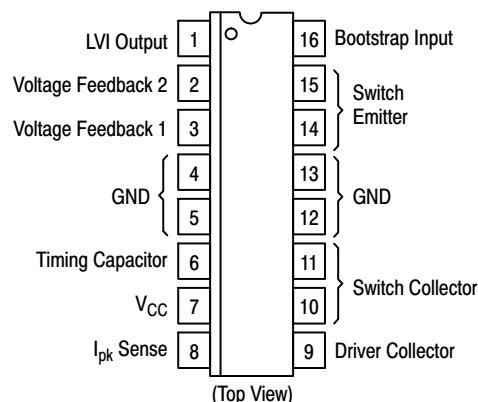 LVI Output 1 16 Bootstrap Input
Voltage Feedback 2 2 15 Switch Emitter
Voltage Feedback 1 3 14
4 13
GND GND
5 12
Timing Capacitor 6 11
Switch Collector
VCC 7 10
Ipk Sense 8 9 Driver Collector
(Top View)